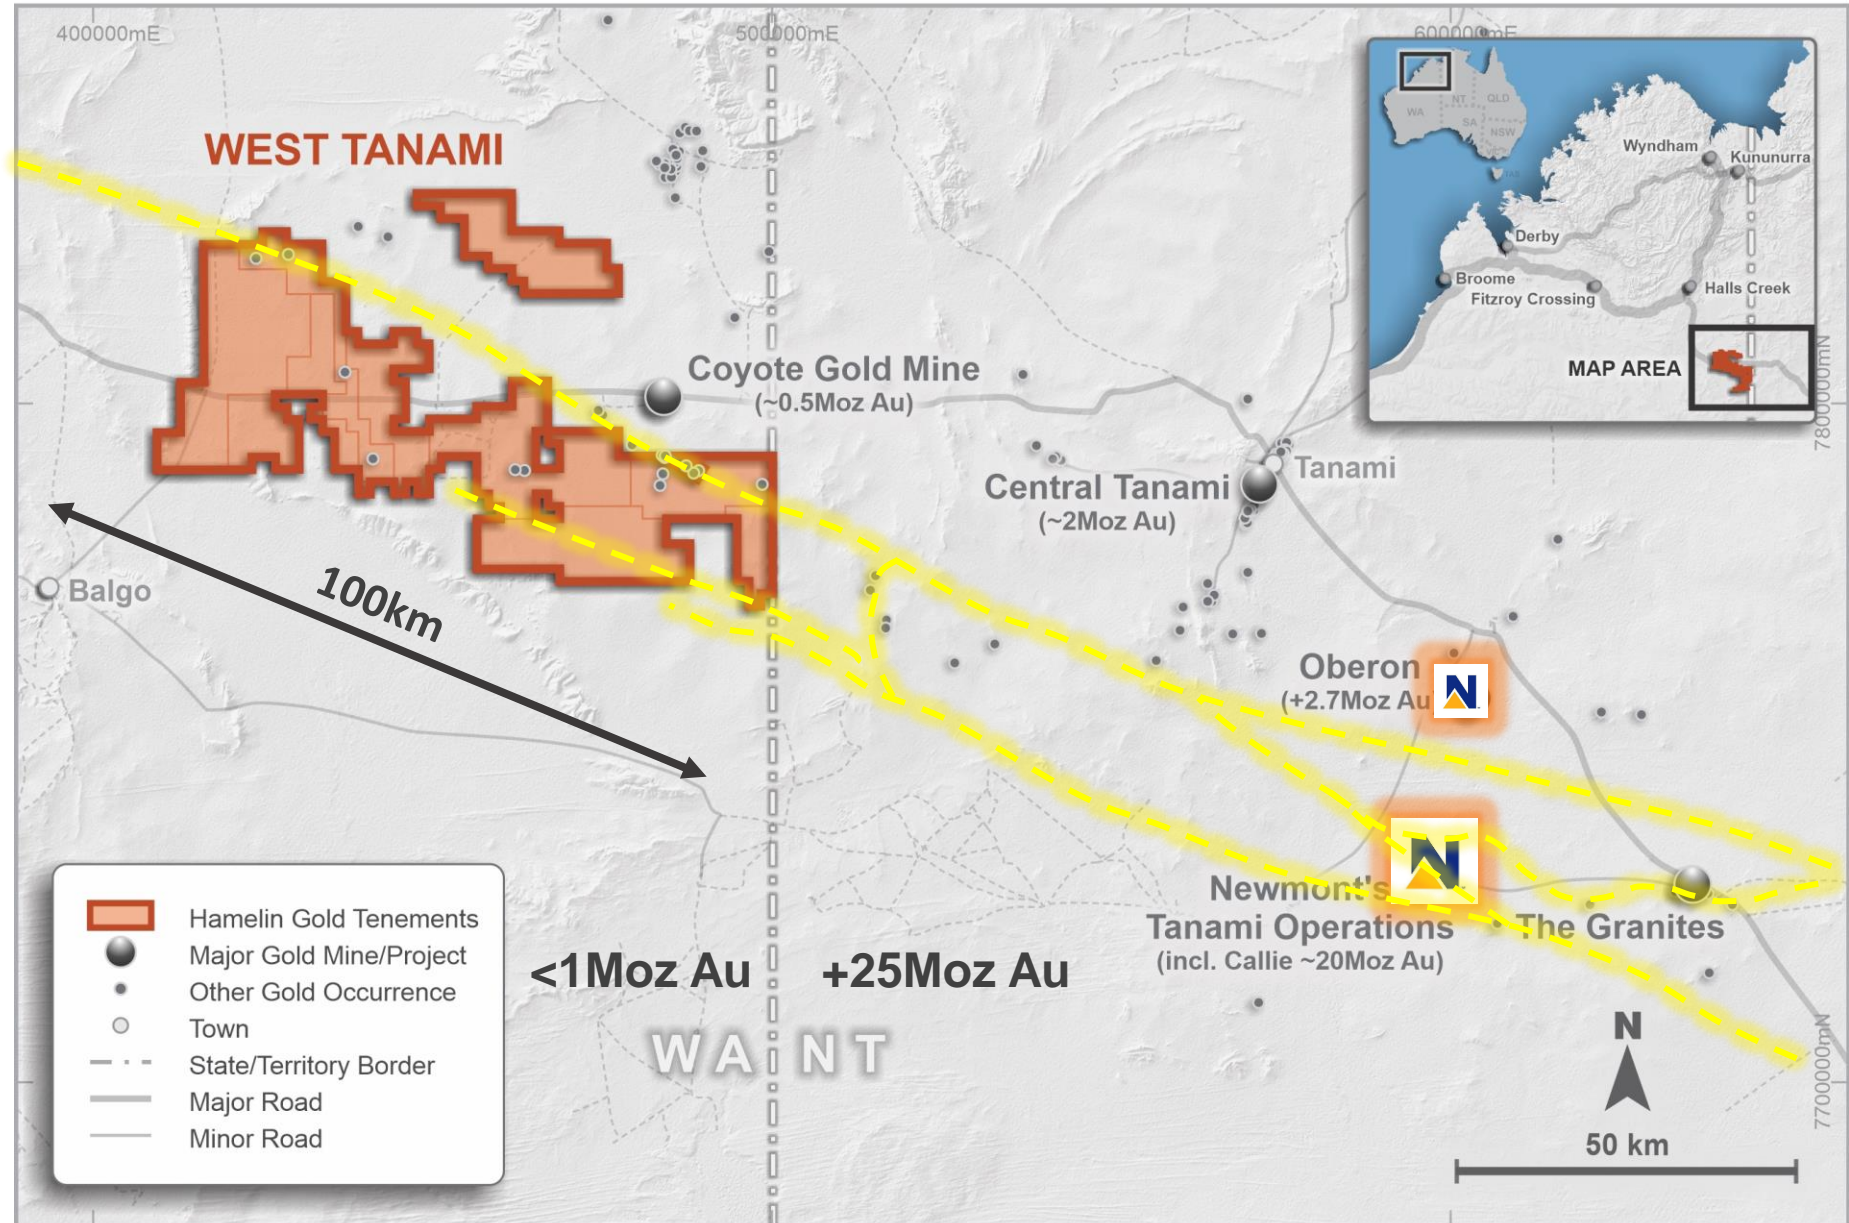 400000mE
500000mE
600000mE
WEST TANAMI
WA
NT
QLD
SA
NSW
TAS
Wyndham
Kununurra
Derby
Broome
Fitzroy Crossing
Halls Creek
MAP AREA
7800000mN
Coyote Gold Mine
(~0.5Moz Au)
Central Tanami
(~2Moz Au)
Tanami
Balgo
100km
Oberon
(+2.7Moz Au
N
N
Newmont's
Tanami Operations
(incl. Callie ~20Moz Au)
The Granites
<1Moz Au
+25Moz Au
WA
NT
Hamelin Gold Tenements
Major Gold Mine/Project
Other Gold Occurrence
Town
State/Territory Border
Major Road
Minor Road
N
50 km
7700000mN